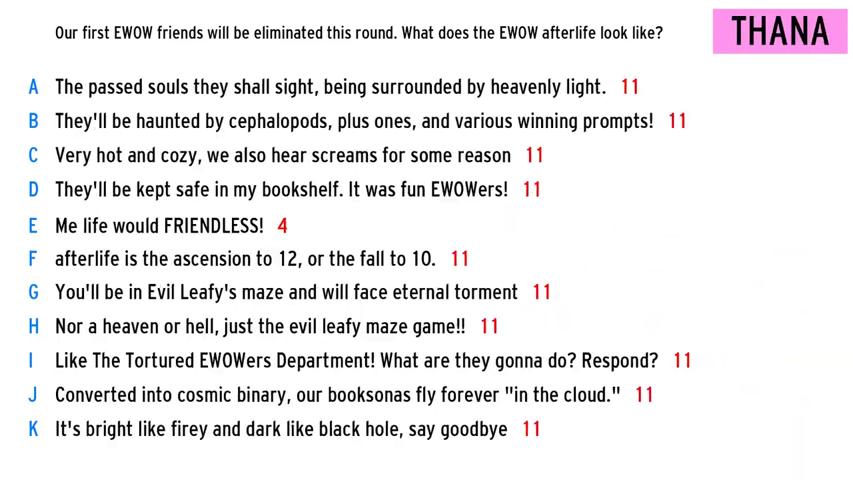 Our first EWOW friends will be eliminated this round. What does the EWOW afterlife look like?
THANA
A The passed souls they shall sight, being surrounded by heavenly light. 11
B They'll be haunted by cephalopods, plus ones, and various winning prompts! 11
C Very hot and cozy, we also hear screams for some reason 11
D They'll be kept safe in my bookshelf. It was fun EWOWers! 11
E Me life would FRIENDLESS! 4
F afterlife is the ascension to 12, or the fall to 10. 11
G You'll be in Evil Leafy's maze and will face eternal torment 11
H Nor a heaven or hell, just the evil leafy maze game!! 11
I Like The Tortured EWOWers Department! What are they gonna do? Respond? 11
J Converted into cosmic binary, our booksonas fly forever "in the cloud." 11
K It's bright like firey and dark like black hole, say goodbye 11